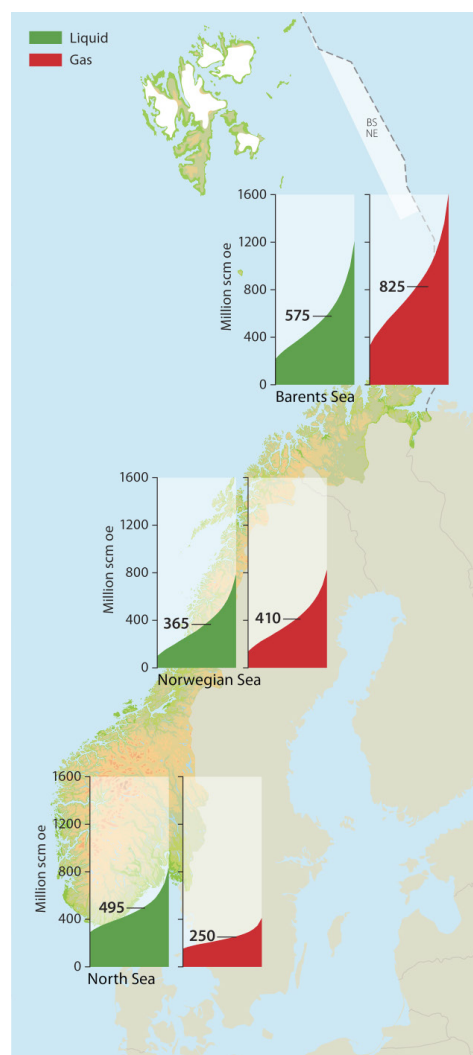 Liquid
Gas
BS
NE
Million scm oe
1600
1200
800
400
0
575
825
Barents Sea
Million scm oe
1600
1200
800
400
0
365
410
Norwegian Sea
Million scm oe
1600
1200
800
400
0
495
250
North Sea